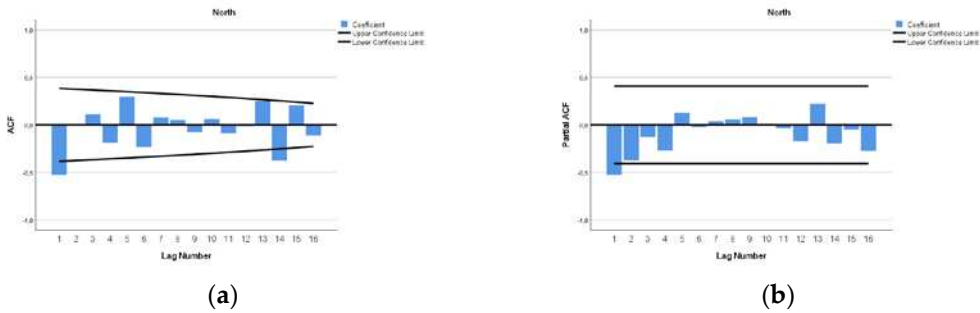 North
Coefficient
Upper Confidence Limit
Lower Confidence Limit
1,0
0,5
0,0
-0,5
-1,0
ACF
1 2 3 4 5 6 7 8 9 10 11 12 13 14 15 16
Lag Number
(a)
North
Coefficient
Upper Confidence Limit
Lower Confidence Limit
1,0
0,5
0,0
-0,5
-1,0
Partial ACF
1 2 3 4 5 6 7 8 9 10 11 12 13 14 15 16
Lag Number
(b)